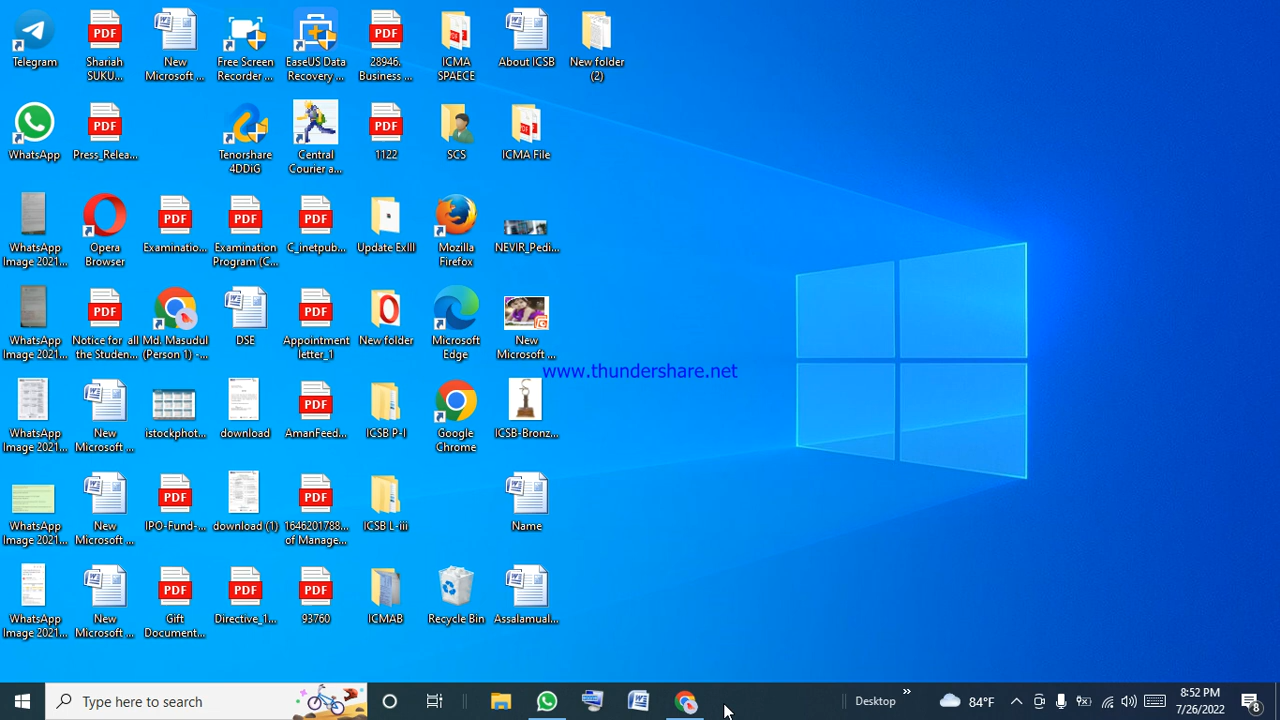 Telegram
Shariah
SUKU...
New
Microsoft ...
Free Screen
Recorder ...
EaseUS Data
Recovery ...
28946.
Business ...
ICMA
SPAECE
About ICSB
New folder
(2)
WhatsApp
Press_Relea...
Tenorshare
4DDiG
Central
Courier a...
1122
SCS
ICMA File
WhatsApp
Image 2021...
Opera
Browser
Examinatio...
Examination
Program (C...
C_inetpub...
Update ExIII
Mozilla
Firefox
NEVIR_Pedi...
WhatsApp
Image 2021...
Notice for all
the Studen...
Md. Masudul
(Person 1) -...
DSE
Appointment
letter_1
New folder
Microsoft
Edge
New
Microsoft ...
www.thundershare.net
WhatsApp
Image 2021...
New
Microsoft ...
istockphot...
download
AmanFeed...
ICSB P-I
Google
Chrome
ICSB-Bronz...
WhatsApp
Image 2021...
New
Microsoft ...
IPO-Fund-...
download (1)
1646201788...
of Manage...
ICSB L-iii
Name
WhatsApp
Image 2021...
New
Microsoft ...
Gift
Document...
Directive_1...
93760
ICMAB
Recycle Bin
Assalamual...
Type here to search
Desktop
84°F
8:52 PM
7/26/2022
8